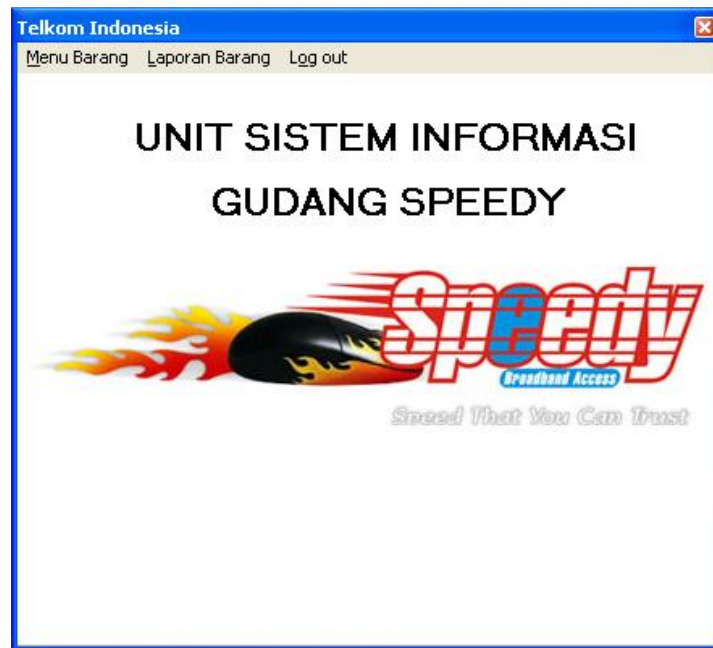 Telkom Indonesia
Menu Barang Laporan Barang Log out
UNIT SISTEM INFORMASI
GUDANG SPEEDY
Speedy
Broadband Access
Speed That You Can Trust